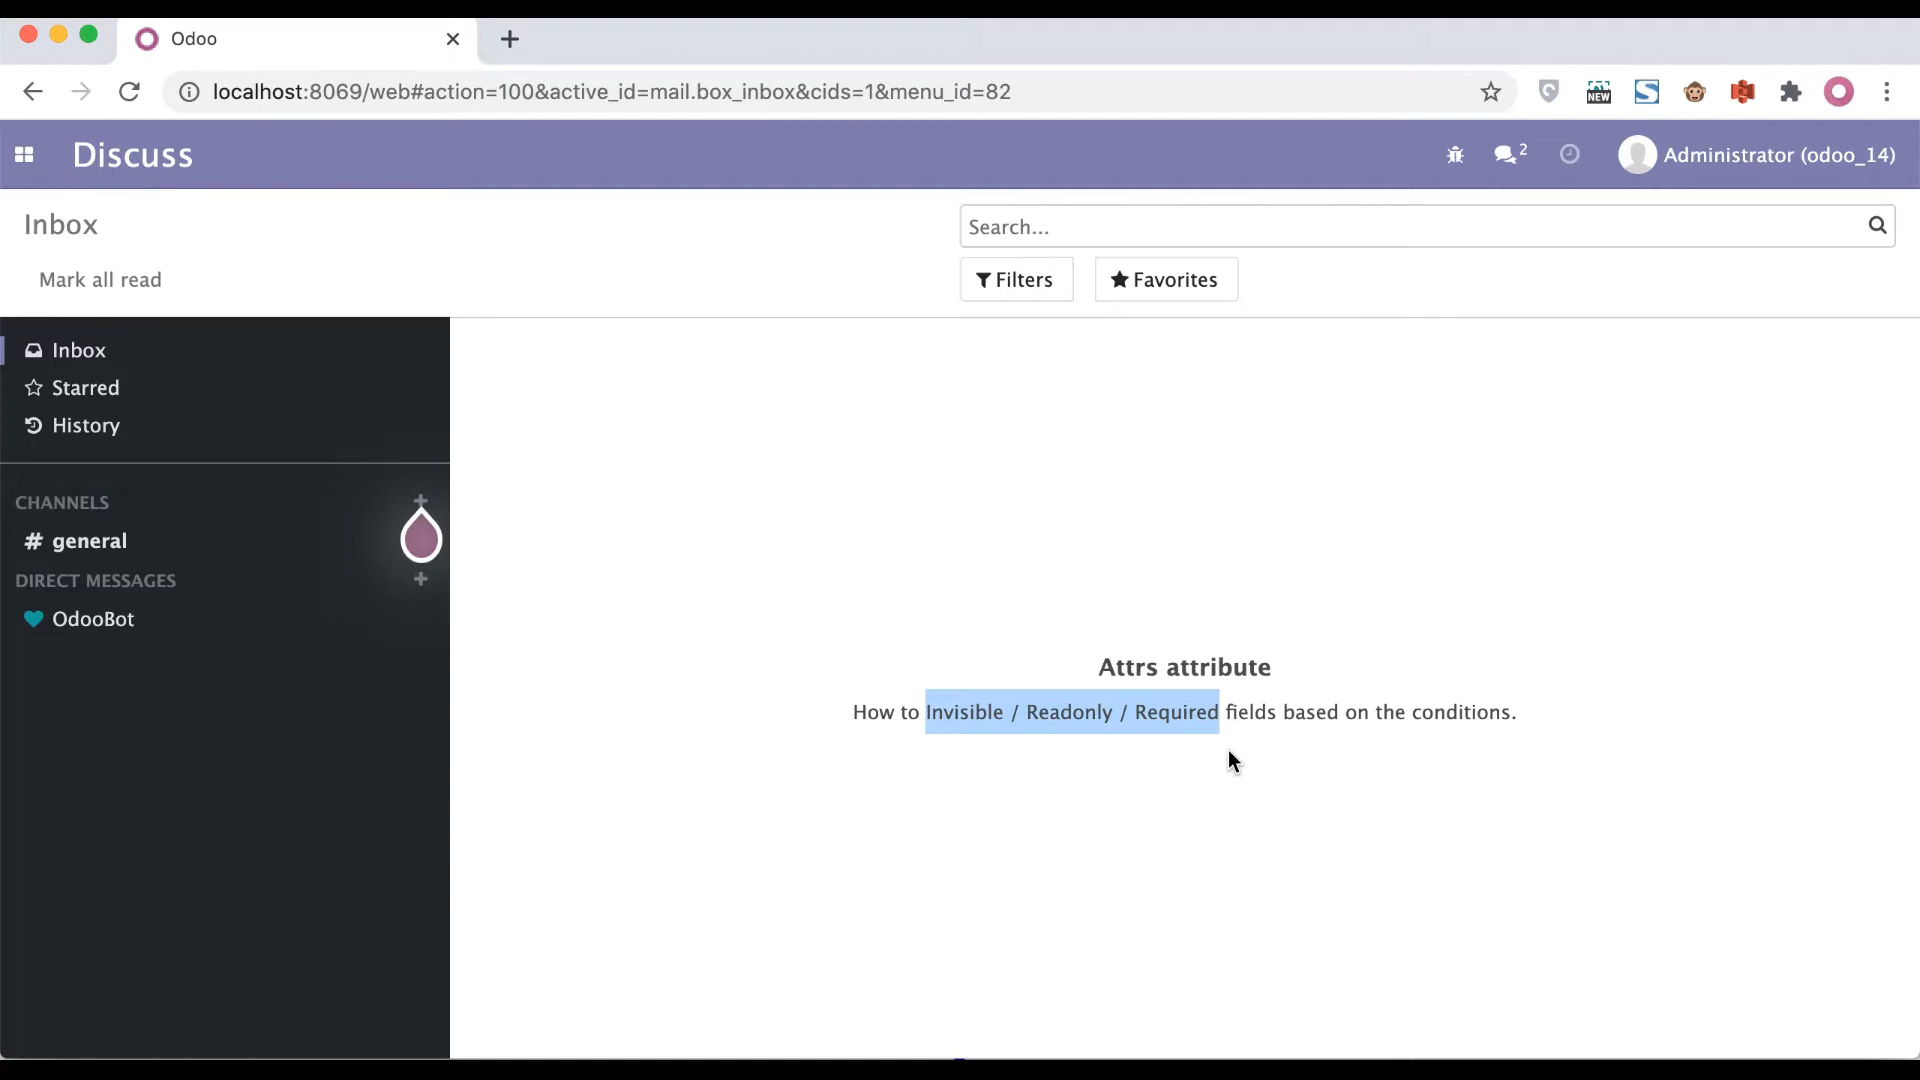 Odoo
localhost:8069/web#action=100&active_id=mail.box_inbox&cids=1&menu_id=82
NEW
Discuss
2
Administrator (odoo_14)
Inbox
Search...
Mark all read
Filters
Favorites
Inbox
Starred
History
CHANNELS
# general
DIRECT MESSAGES
OdooBot
Attrs attribute
How to Invisible / Readonly / Required fields based on the conditions.